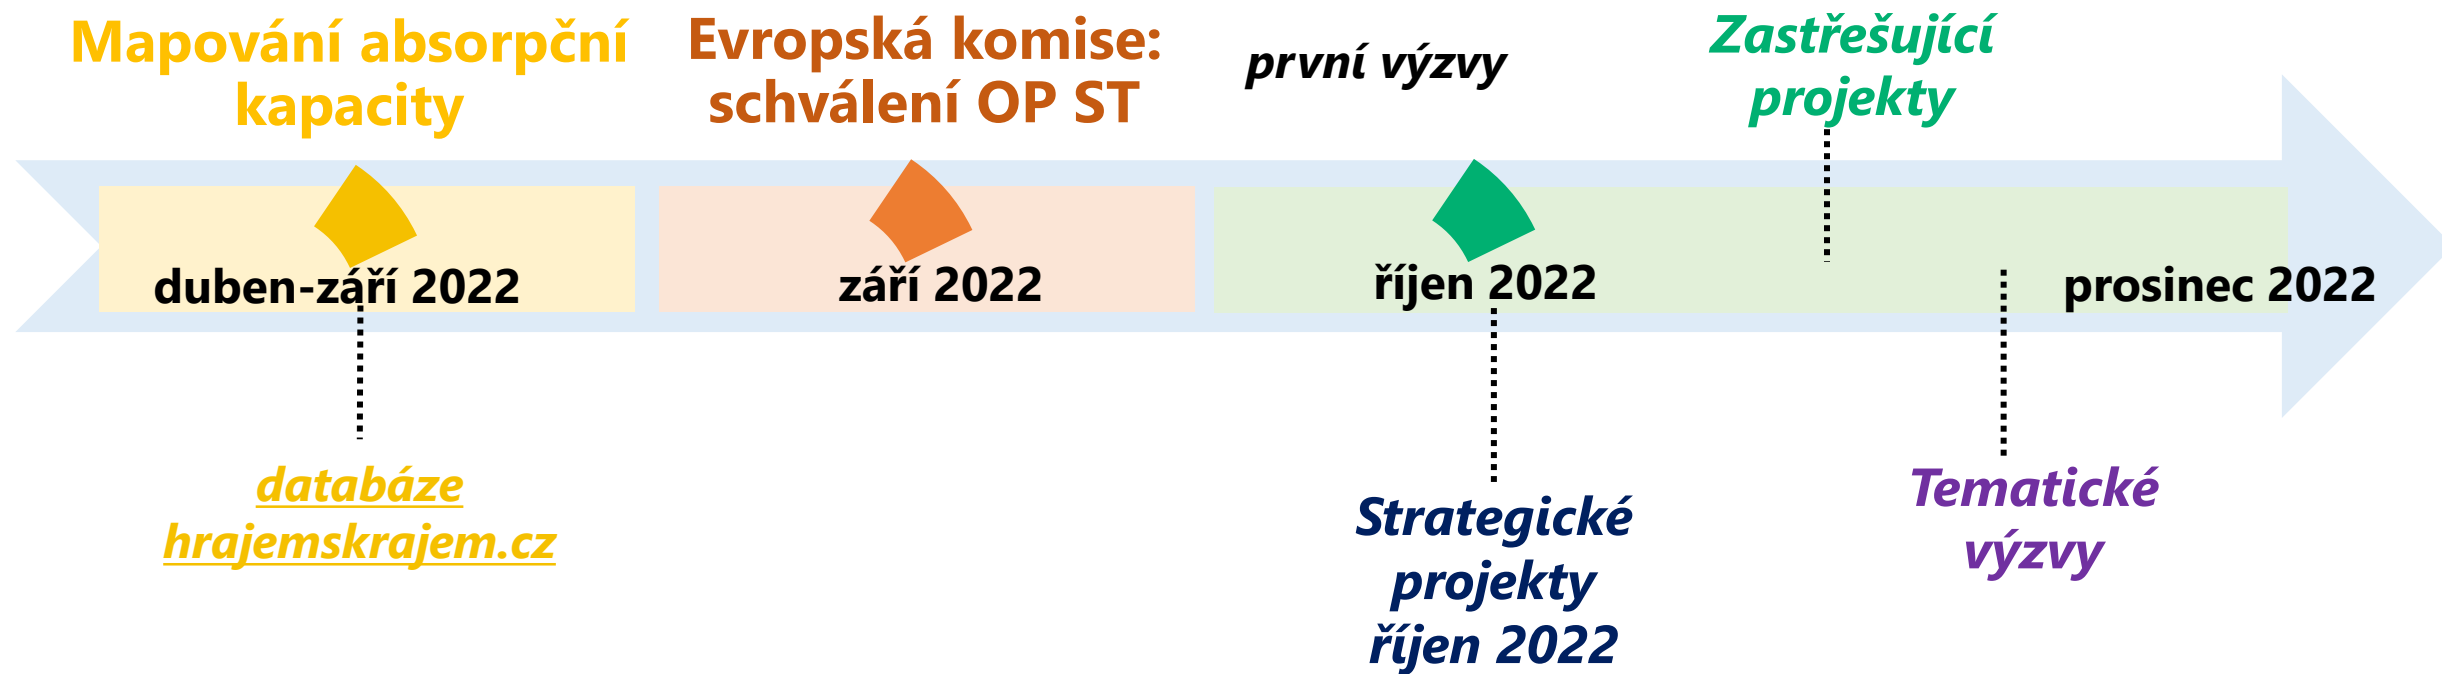 Mapování absorpční
kapacity
Evropská komise:
schválení OP ST
první výzvy
Zastřešující
projekty
duben-září 2022
září 2022
říjen 2022
prosinec 2022
databáze
hrajemskrajem.cz
Strategické
projekty
říjen 2022
Tematické
výzvy